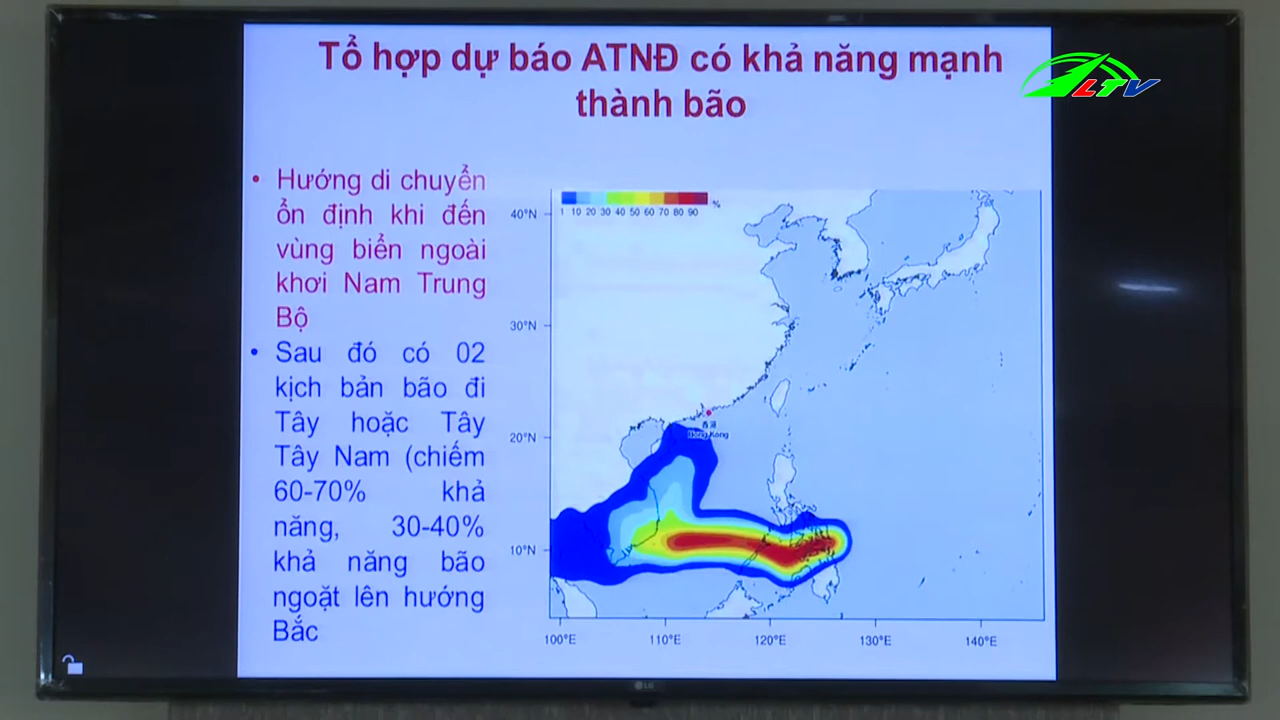 Tổ hợp dự báo ATNĐ có khả năng mạnh
thành bão
LTV
• Hướng di chuyển
ổn định khi đến
vùng biển ngoài
khơi Nam Trung
Bộ
• Sau đó có 02
kịch bản bão đi
Tây hoặc Tây
Tây Nam (chiếm
60-70% khả
năng, 30-40%
khả năng bão
ngoặt lên hướng
Bắc
%
1 10 20 30 40 50 60 70 80 90
40°N
30°N
20°N
10°N
香港
Hong Kong
100°E 110°E 120°E 130°E 140°E
LG